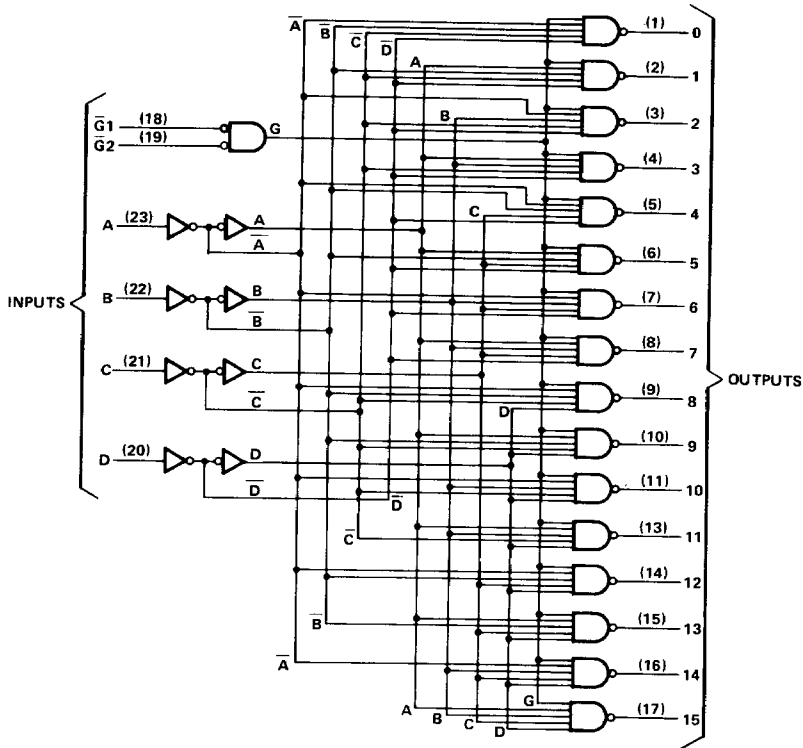 A̅ (1) 0
B̅
C̅
D̅
(2) 1
A
(3) 2
B
G̅1 (18) G
G̅2 (19)
(4) 3
(5) 4
C
A (23) A
A̅
(6) 5
INPUTS
B (22) B
B̅
(7) 6
(8) 7
C (21) C
C̅
OUTPUTS
(9) 8
D
(10) 9
D (20) D
D̅
D̅
(11) 10
C̅
(13) 11
(14) 12
B̅
(15) 13
A̅
(16) 14
G
A B C D
(17) 15